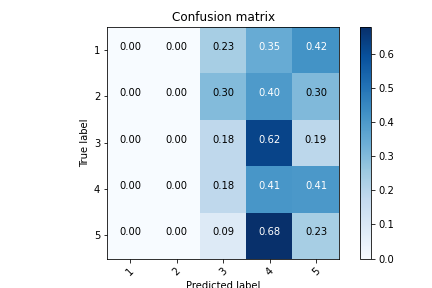 Confusion matrix
True label
1 0.00 0.00 0.23 0.35 0.42
2 0.00 0.00 0.30 0.40 0.30
3 0.00 0.00 0.18 0.62 0.19
4 0.00 0.00 0.18 0.41 0.41
5 0.00 0.00 0.09 0.68 0.23
1 2 3 4 5
Predicted label
0.6
0.5
0.4
0.3
0.2
0.1
0.0